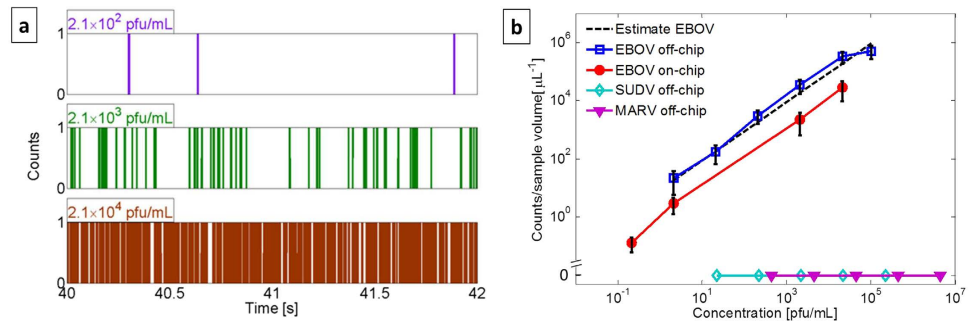 a
2.1×10² pfu/mL
1
0
2.1×10³ pfu/mL
1
0
Counts
2.1×10⁴ pfu/mL
1
0
40 40.5 41 41.5 42
Time [s]
b
Estimate EBOV
EBOV off-chip
EBOV on-chip
SUDV off-chip
MARV off-chip
Counts/sample volume[μL⁻¹]
10⁶
10⁴
10²
10⁰
0
10⁻¹ 10¹ 10³ 10⁵ 10⁷
Concentration [pfu/mL]